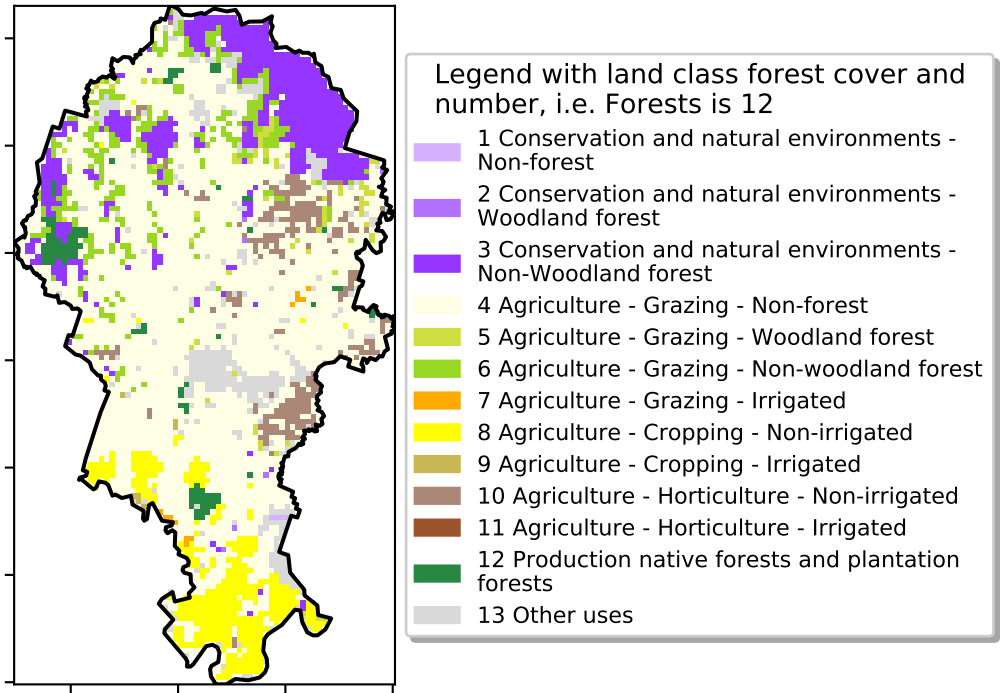 Legend with land class forest cover and
number, i.e. Forests is 12
1 Conservation and natural environments -
Non-forest
2 Conservation and natural environments -
Woodland forest
3 Conservation and natural environments -
Non-Woodland forest
4 Agriculture - Grazing - Non-forest
5 Agriculture - Grazing - Woodland forest
6 Agriculture - Grazing - Non-woodland forest
7 Agriculture - Grazing - Irrigated
8 Agriculture - Cropping - Non-irrigated
9 Agriculture - Cropping - Irrigated
10 Agriculture - Horticulture - Non-irrigated
11 Agriculture - Horticulture - Irrigated
12 Production native forests and plantation
forests
13 Other uses